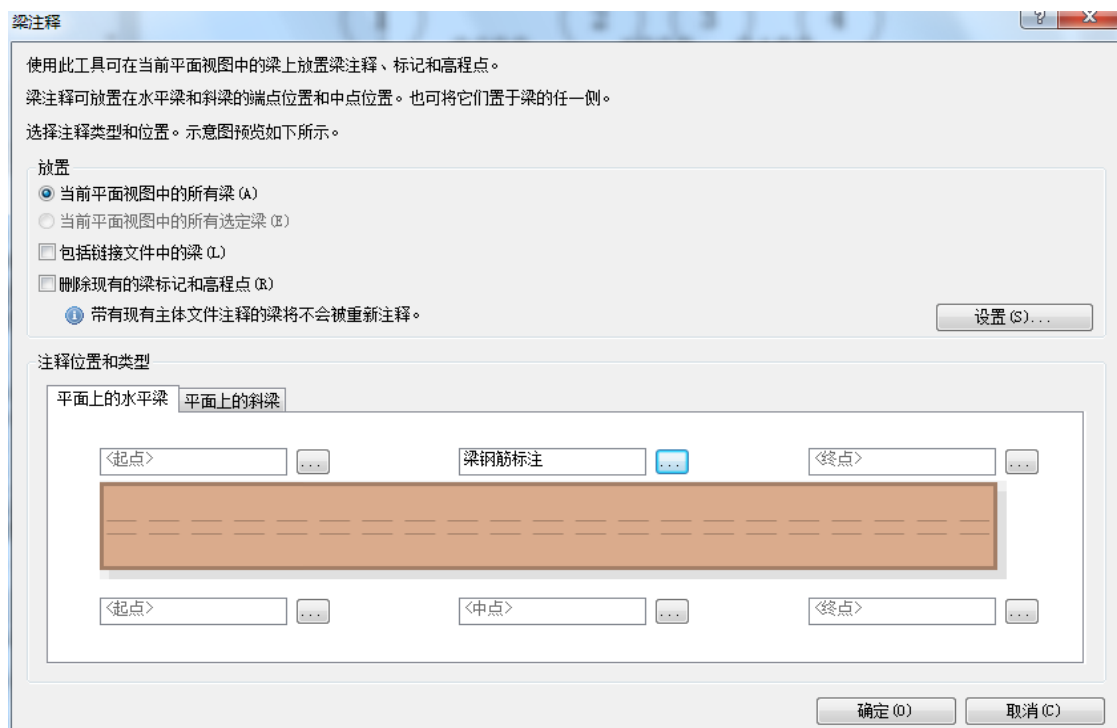 梁注释
使用此工具可在当前平面视图中的梁上放置梁注释、标记和高程点。
梁注释可放置在水平梁和斜梁的端点位置和中点位置。也可将它们置于梁的任一侧。
选择注释类型和位置。示意图预览如下所示。
放置
当前平面视图中的所有梁(A)
当前平面视图中的所有选定梁(E)
包括链接文件中的梁(L)
删除现有的梁标记和高程点(R)
带有现有主体文件注释的梁将不会被重新注释。
设置(S)...
注释位置和类型
平面上的水平梁 平面上的斜梁
<起点> ... 梁钢筋标注 ... <终点> ...
<起点> ... <中点> ... <终点> ...
确定(O) 取消(C)